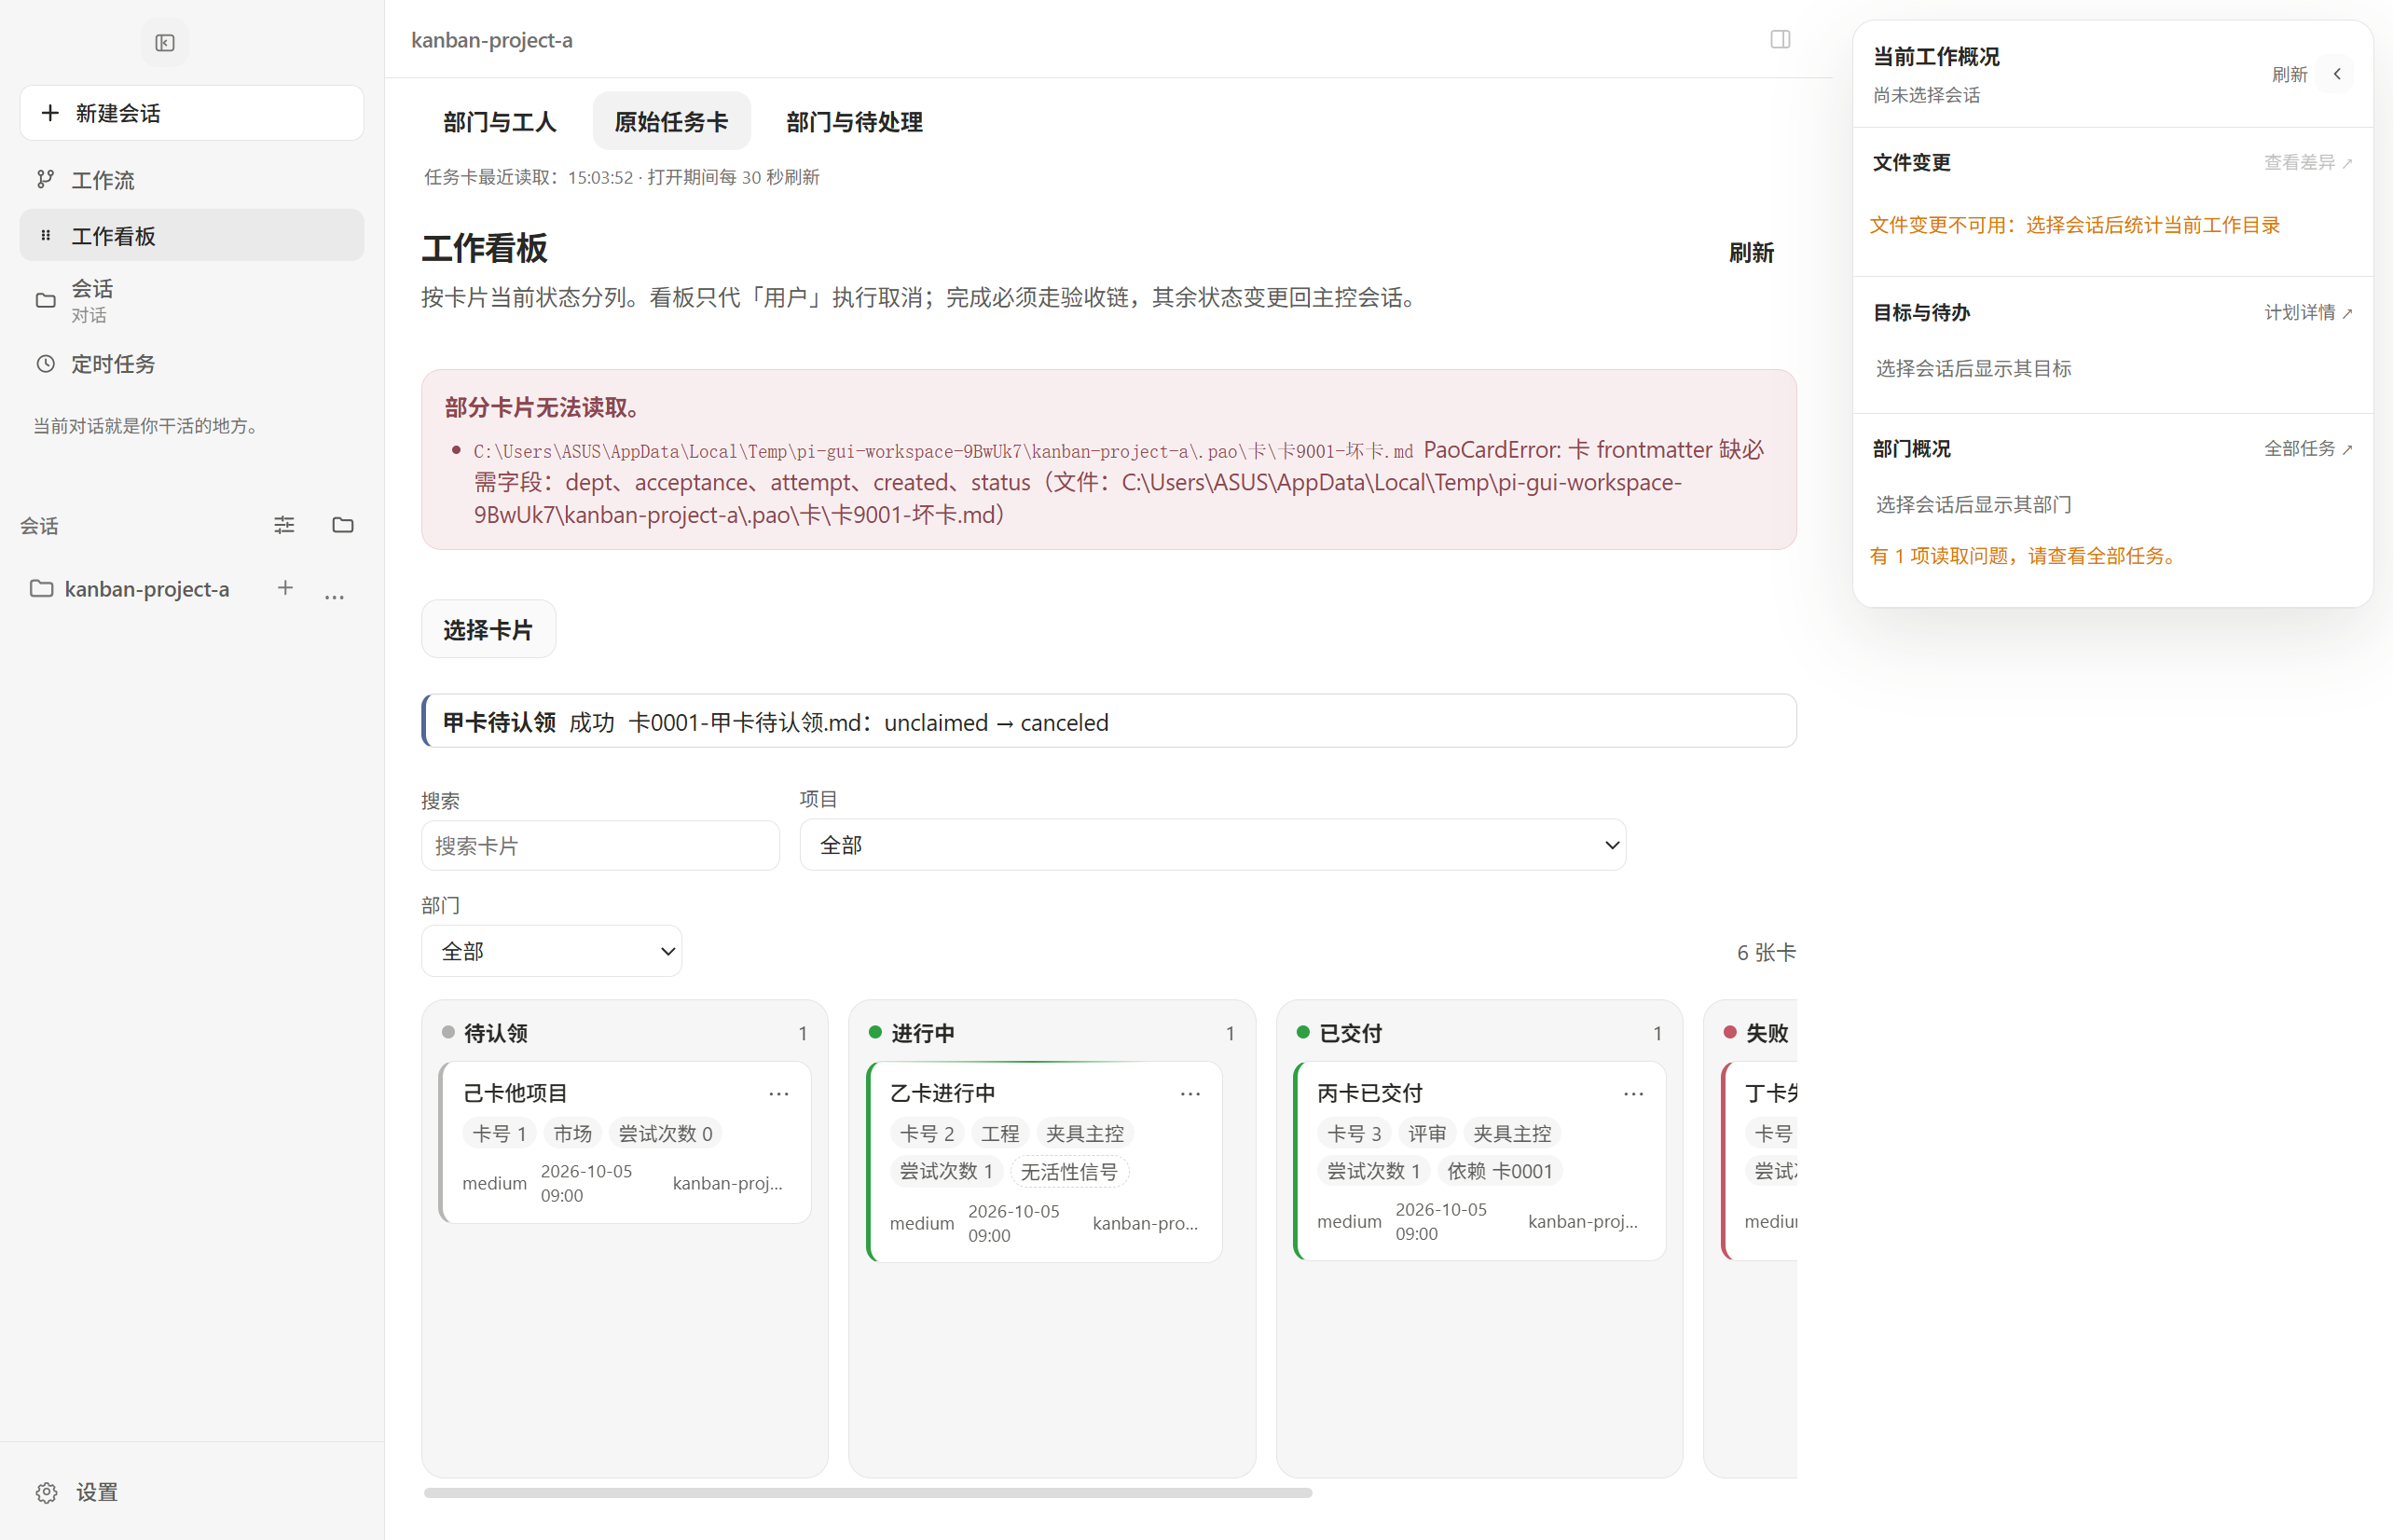 新建会话
工作流
工作看板
会话
对话
定时任务
当前对话就是你干活的地方。
会话
kanban-project-a
设置
kanban-project-a
部门与工人
原始任务卡
部门与待处理
任务卡最近读取：15:03:52 · 打开期间每 30 秒刷新
工作看板
刷新
按卡片当前状态分列。看板只代「用户」执行取消；完成必须走验收链，其余状态变更回主控会话。
部分卡片无法读取。
C:\Users\ASUS\AppData\Local\Temp\pi-gui-workspace-9BwUk7\kanban-project-a\.pao\卡\卡9001-坏卡.md PaoCardError: 卡 frontmatter 缺必
需字段：dept、acceptance、attempt、created、status（文件：C:\Users\ASUS\AppData\Local\Temp\pi-gui-workspace-
9BwUk7\kanban-project-a\.pao\卡\卡9001-坏卡.md）
选择卡片
甲卡待认领 成功 卡0001-甲卡待认领.md：unclaimed → canceled
搜索
搜索卡片
项目
全部
部门
全部
6 张卡
待认领
1
己卡他项目
...
卡号 1
市场
尝试次数 0
medium
2026-10-05
09:00
kanban-proj...
进行中
1
乙卡进行中
...
卡号 2
工程
夹具主控
尝试次数 1
无活性信号
medium
2026-10-05
09:00
kanban-pro...
已交付
1
丙卡已交付
...
卡号 3
评审
夹具主控
尝试次数 1
依赖 卡0001
medium
2026-10-05
09:00
kanban-proj...
失败
丁卡
卡号
尝试
当前工作概况
尚未选择会话
刷新
文件变更
查看差异 ↗
文件变更不可用：选择会话后统计当前工作目录
目标与待办
计划详情 ↗
选择会话后显示其目标
部门概况
全部任务 ↗
选择会话后显示其部门
有 1 项读取问题，请查看全部任务。